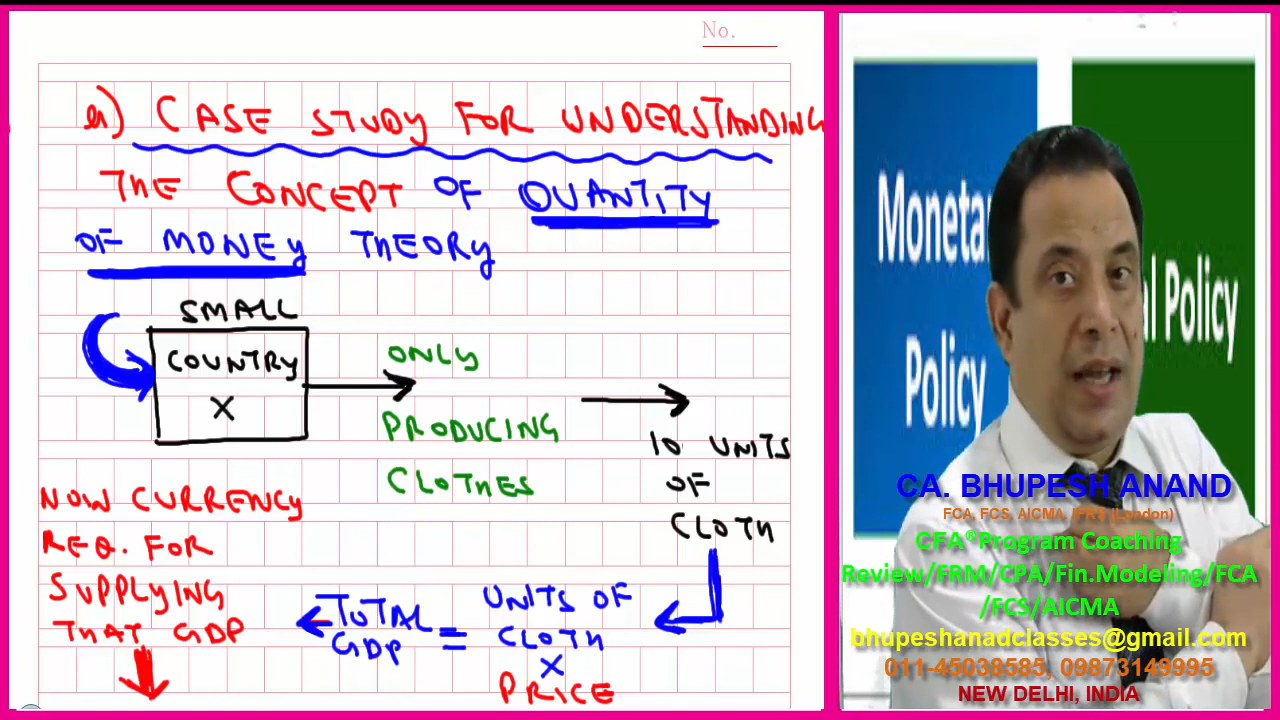 No.
a) CASE STUDY FOR UNDERSTANDING
THE CONCEPT OF QUANTITY
OF MONEY THEORY
SMALL
COUNTRY
X
ONLY
PRODUCING
CLOTHES
10 UNITS
OF
CLOTH
NOW CURRENCY
REQ. FOR
SUPPLYING
THAT GDP
TOTAL
GDP
=
UNITS OF
CLOTH
X
PRICE
Moneta
Policy
l Policy
CA. BHUPESH ANAND
FCA, FCS, AICMA, IFRS (London)
CFA®Program Coaching
Review/FRM/CPA/Fin.Modeling/FCA
/FCS/AICMA
bhupeshanadclasses@gmail.com
011-45038585, 09873149995
NEW DELHI, INDIA